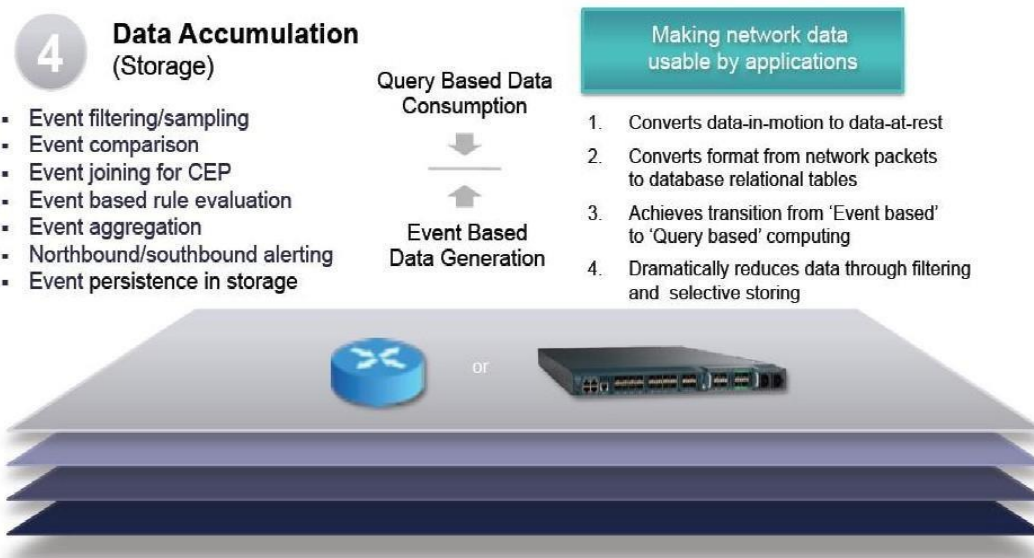 4
Data Accumulation
(Storage)
▪ Event filtering/sampling
▪ Event comparison
▪ Event joining for CEP
▪ Event based rule evaluation
▪ Event aggregation
▪ Northbound/southbound alerting
▪ Event persistence in storage
Query Based Data
Consumption
Event Based
Data Generation
Making network data
usable by applications
1. Converts data-in-motion to data-at-rest
2. Converts format from network packets
to database relational tables
3. Achieves transition from ‘Event based’
to ‘Query based’ computing
4. Dramatically reduces data through filtering
and selective storing
or